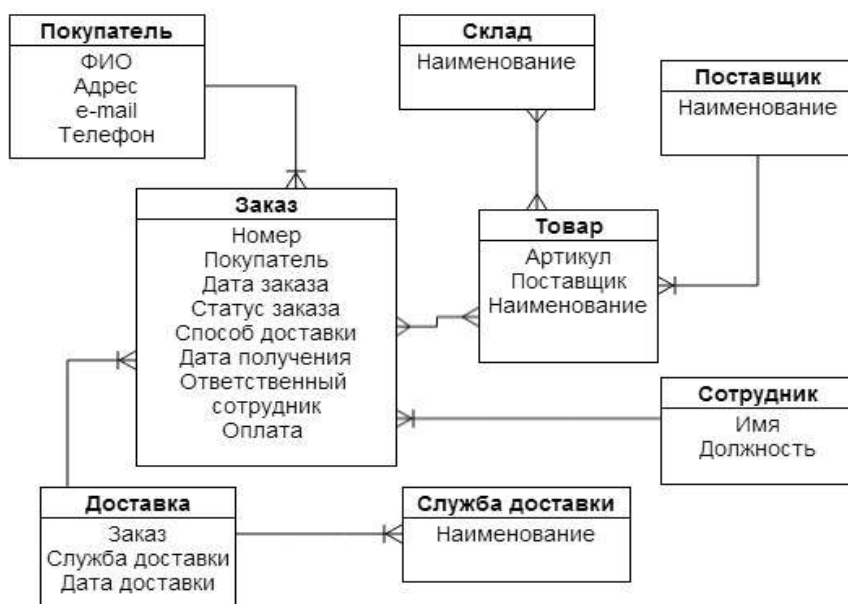 Покупатель
ФИО
Адрес
e-mail
Телефон
Склад
Наименование
Поставщик
Наименование
Заказ
Номер
Покупатель
Дата заказа
Статус заказа
Способ доставки
Дата получения
Ответственный
сотрудник
Оплата
Товар
Артикул
Поставщик
Наименование
Сотрудник
Имя
Должность
Доставка
Заказ
Служба доставки
Дата доставки
Служба доставки
Наименование